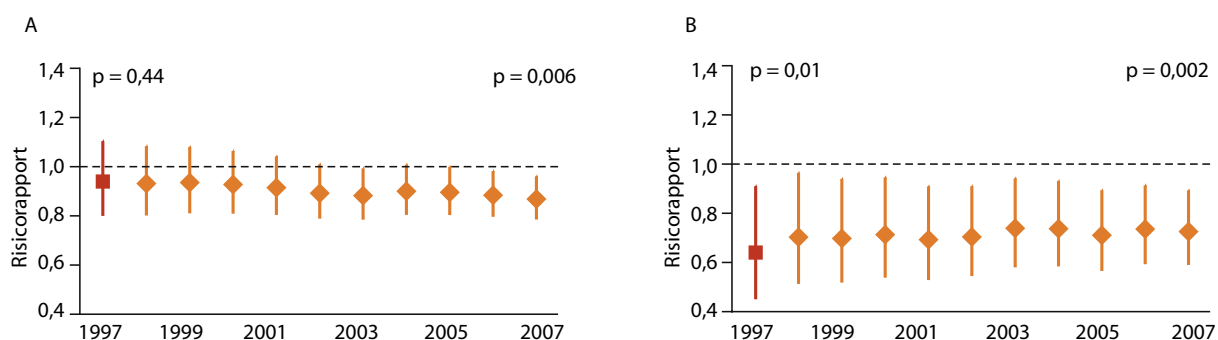 A
p = 0,44
p = 0,006
Risicorapport
1,4
1,2
1,0
0,8
0,6
0,4
1997 1999 2001 2003 2005 2007
B
p = 0,01
p = 0,002
Risicorapport
1,4
1,2
1,0
0,8
0,6
0,4
1997 1999 2001 2003 2005 2007